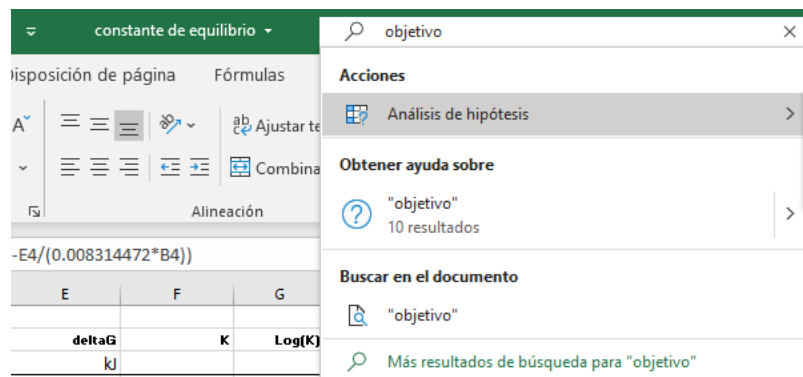 constante de equilibrio
objetivo
isposición de página Fórmulas
Acciones
Análisis de hipótesis
Ajustar te
Combina
Alineación
Obtener ayuda sobre
"objetivo"
10 resultados
-E4/(0.008314472*B4))
Buscar en el documento
E F G
"objetivo"
deltaG K Log(K)
kJ
Más resultados de búsqueda para "objetivo"